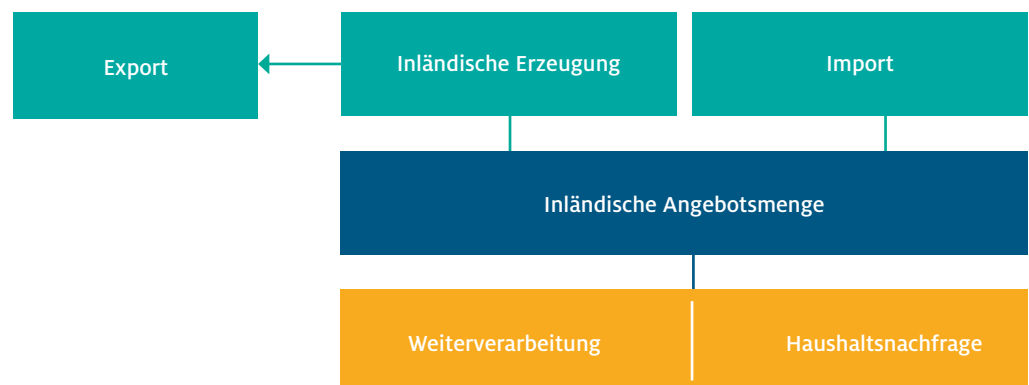 Export
Inländische Erzeugung
Import
Inländische Angebotsmenge
Weiterverarbeitung
Haushaltsnachfrage